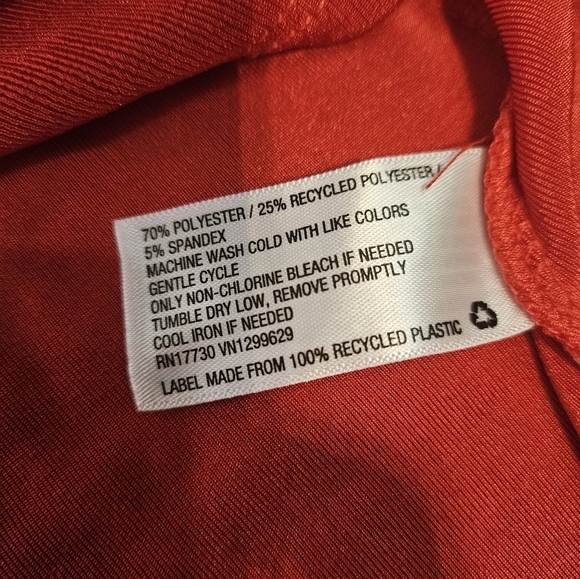 70% POLYESTER / 25% RECYCLED POLYESTER /
5% SPANDEX
MACHINE WASH COLD WITH LIKE COLORS
GENTLE CYCLE
ONLY NON-CHLORINE BLEACH IF NEEDED
TUMBLE DRY LOW, REMOVE PROMPTLY
COOL IRON IF NEEDED
RN17730 VN1299629
LABEL MADE FROM 100% RECYCLED PLASTIC